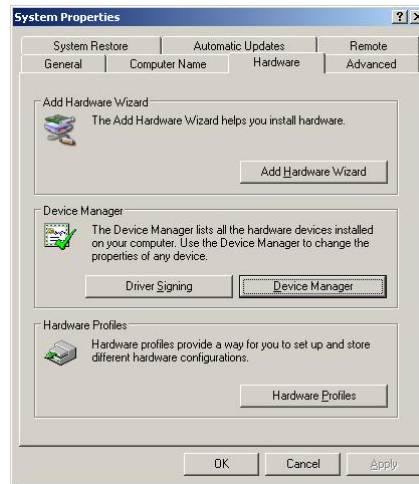 System Properties
System Restore Automatic Updates Remote
General Computer Name Hardware Advanced
Add Hardware Wizard
The Add Hardware Wizard helps you install hardware.
Add Hardware Wizard
Device Manager
The Device Manager lists all the hardware devices installed
on your computer. Use the Device Manager to change the
properties of any device.
Driver Signing Device Manager
Hardware Profiles
Hardware profiles provide a way for you to set up and store
different hardware configurations.
Hardware Profiles
OK Cancel Apply